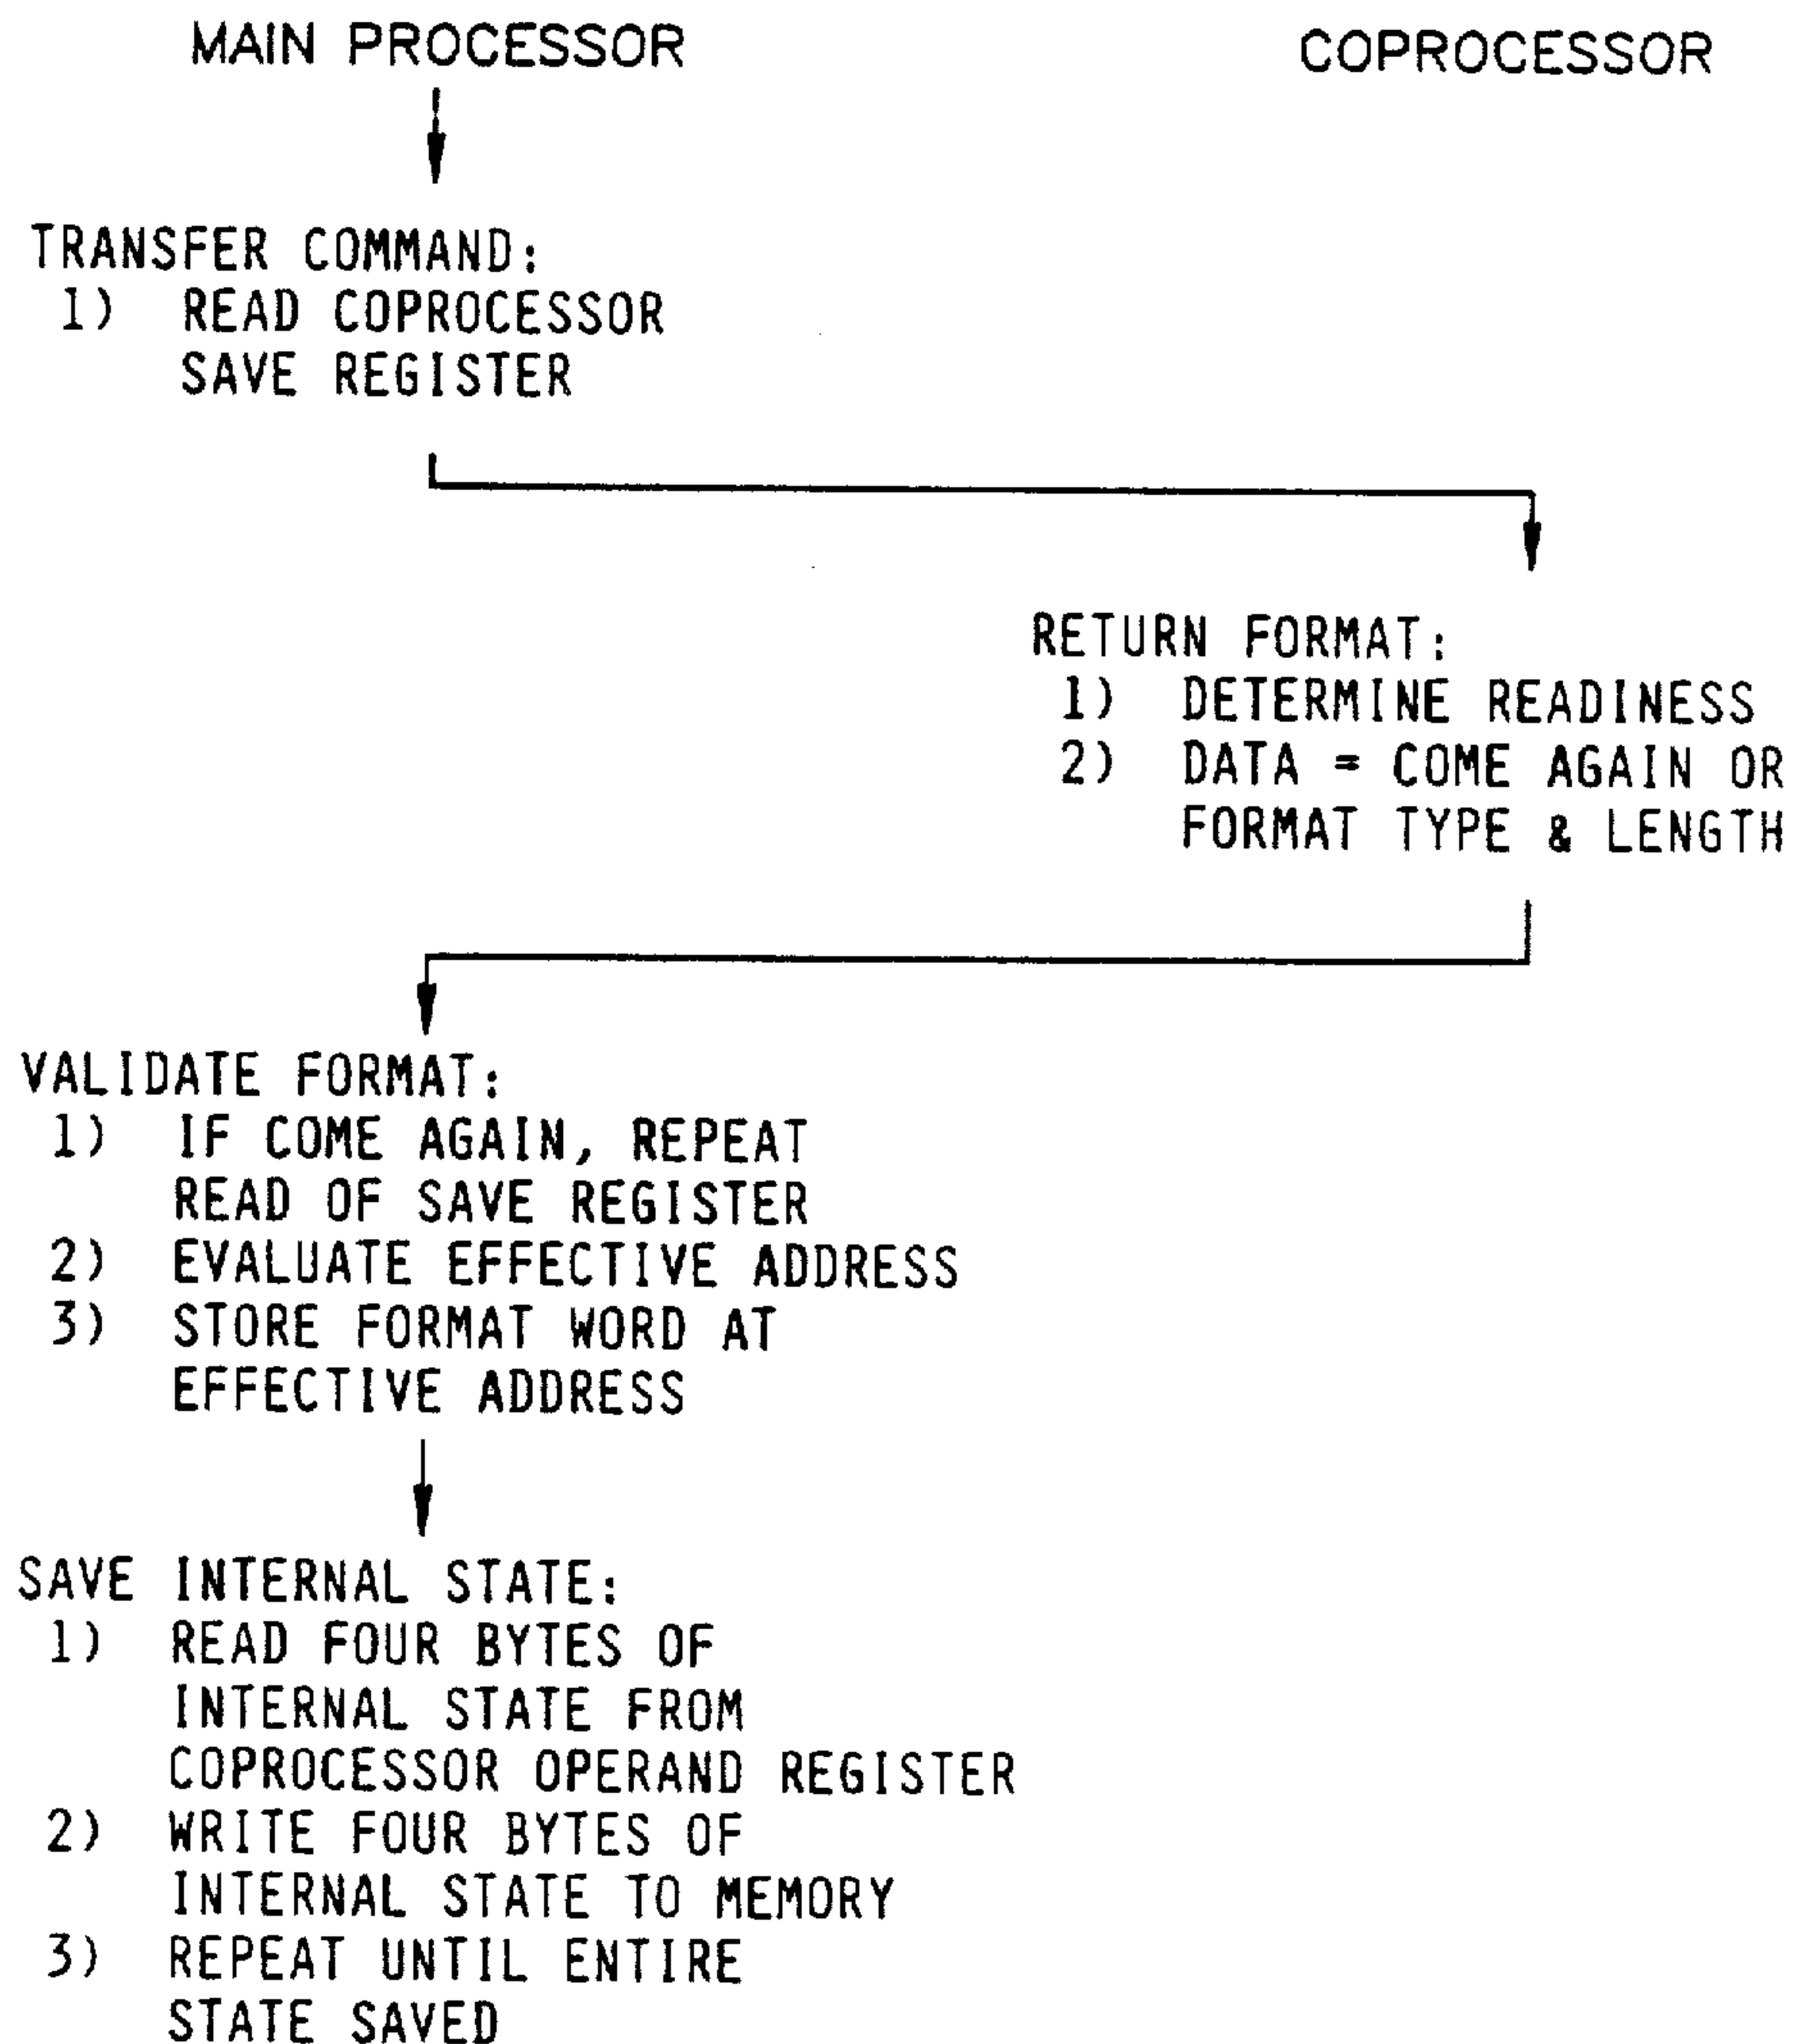 MAIN PROCESSOR
COPROCESSOR
TRANSFER COMMAND:
1) READ COPROCESSOR
SAVE REGISTER
RETURN FORMAT:
1) DETERMINE READINESS
2) DATA = COME AGAIN OR
FORMAT TYPE & LENGTH
VALIDATE FORMAT:
1) IF COME AGAIN, REPEAT
READ OF SAVE REGISTER
2) EVALUATE EFFECTIVE ADDRESS
3) STORE FORMAT WORD AT
EFFECTIVE ADDRESS
SAVE INTERNAL STATE:
1) READ FOUR BYTES OF
INTERNAL STATE FROM
COPROCESSOR OPERAND REGISTER
2) WRITE FOUR BYTES OF
INTERNAL STATE TO MEMORY
3) REPEAT UNTIL ENTIRE
STATE SAVED